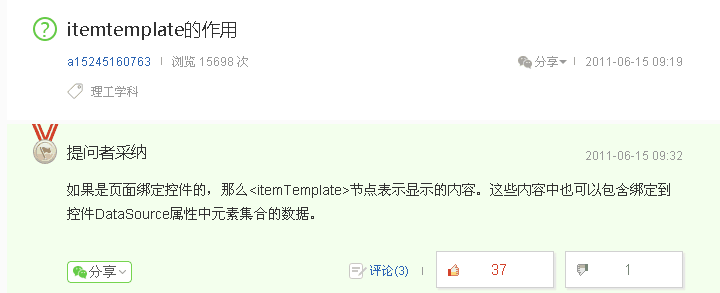 itemtemplate的作用
a15245160763 | 浏览 15698 次 分享 | 2011-06-15 09:19
理工学科
提问者采纳
2011-06-15 09:32
如果是页面绑定控件的，那么<itemTemplate>节点表示显示的内容。这些内容中也可以包含绑定到
控件DataSource属性中元素集合的数据。
分享 评论(3) | 37 1